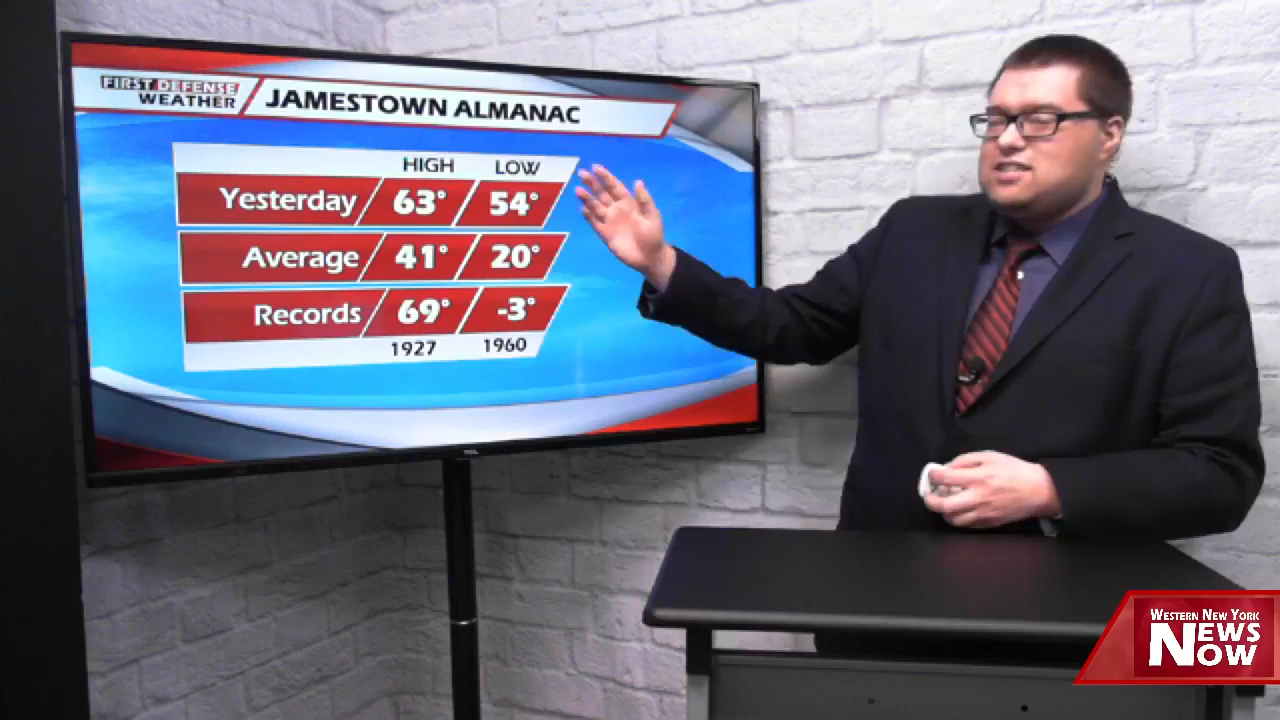 FIRST DEFENSE
WEATHER
JAMESTOWN ALMANAC
HIGH LOW
Yesterday 63° 54°
Average 41° 20°
Records 69° -3°
1927 1960
TCL
WESTERN NEW YORK
NEWS
NOW